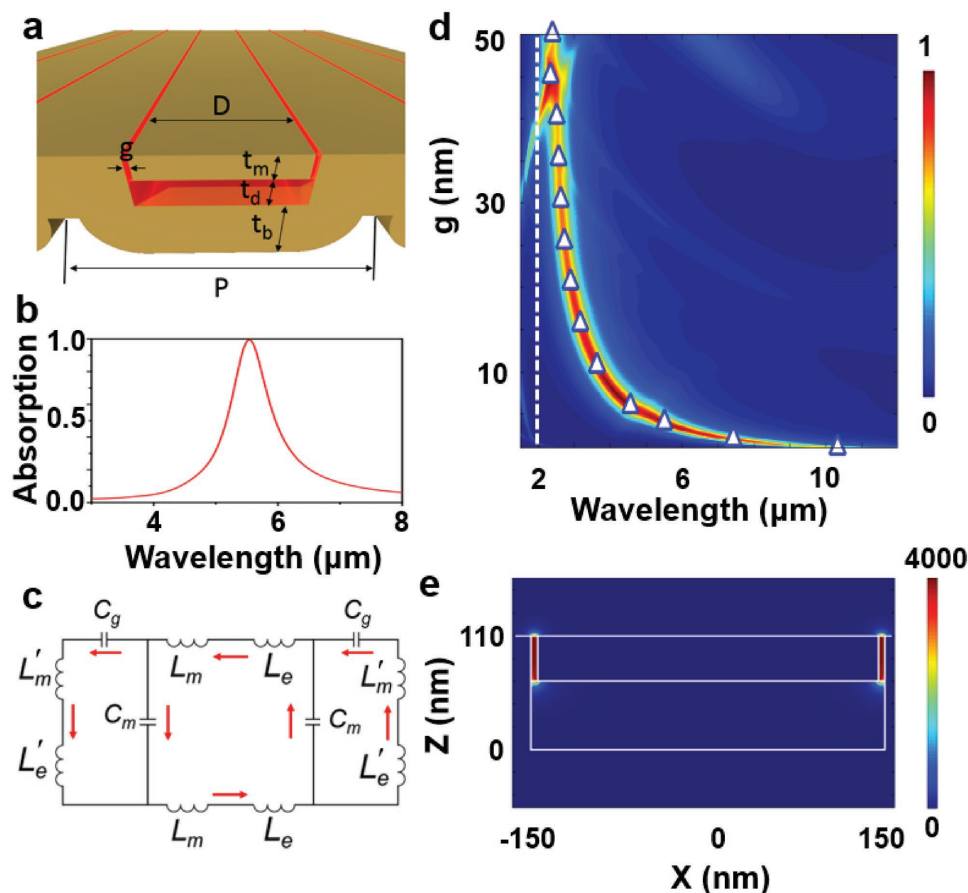 a
D
g
t_m
t_d
t_b
P
b
1.0
0.5
0.0
Absorption
4 6 8
Wavelength (µm)
c
C_g C_g
L_m L_e
L'_m L'_m
C_m C_m
L'_e L'_e
L_m L_e
d
50
30
10
g (nm)
2 6 10
Wavelength (µm)
1
0
e
4000
0
110
0
Z (nm)
-150 0 150
X (nm)